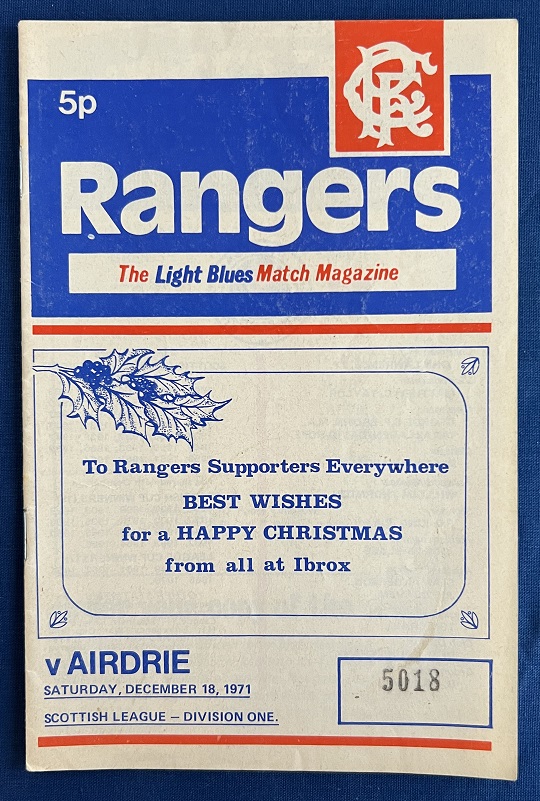 5p
RFC
Rangers
The Light Blues Match Magazine
To Rangers Supporters Everywhere
BEST WISHES
for a HAPPY CHRISTMAS
from all at Ibrox
v AIRDRIE
SATURDAY, DECEMBER 18, 1971
SCOTTISH LEAGUE – DIVISION ONE.
5018